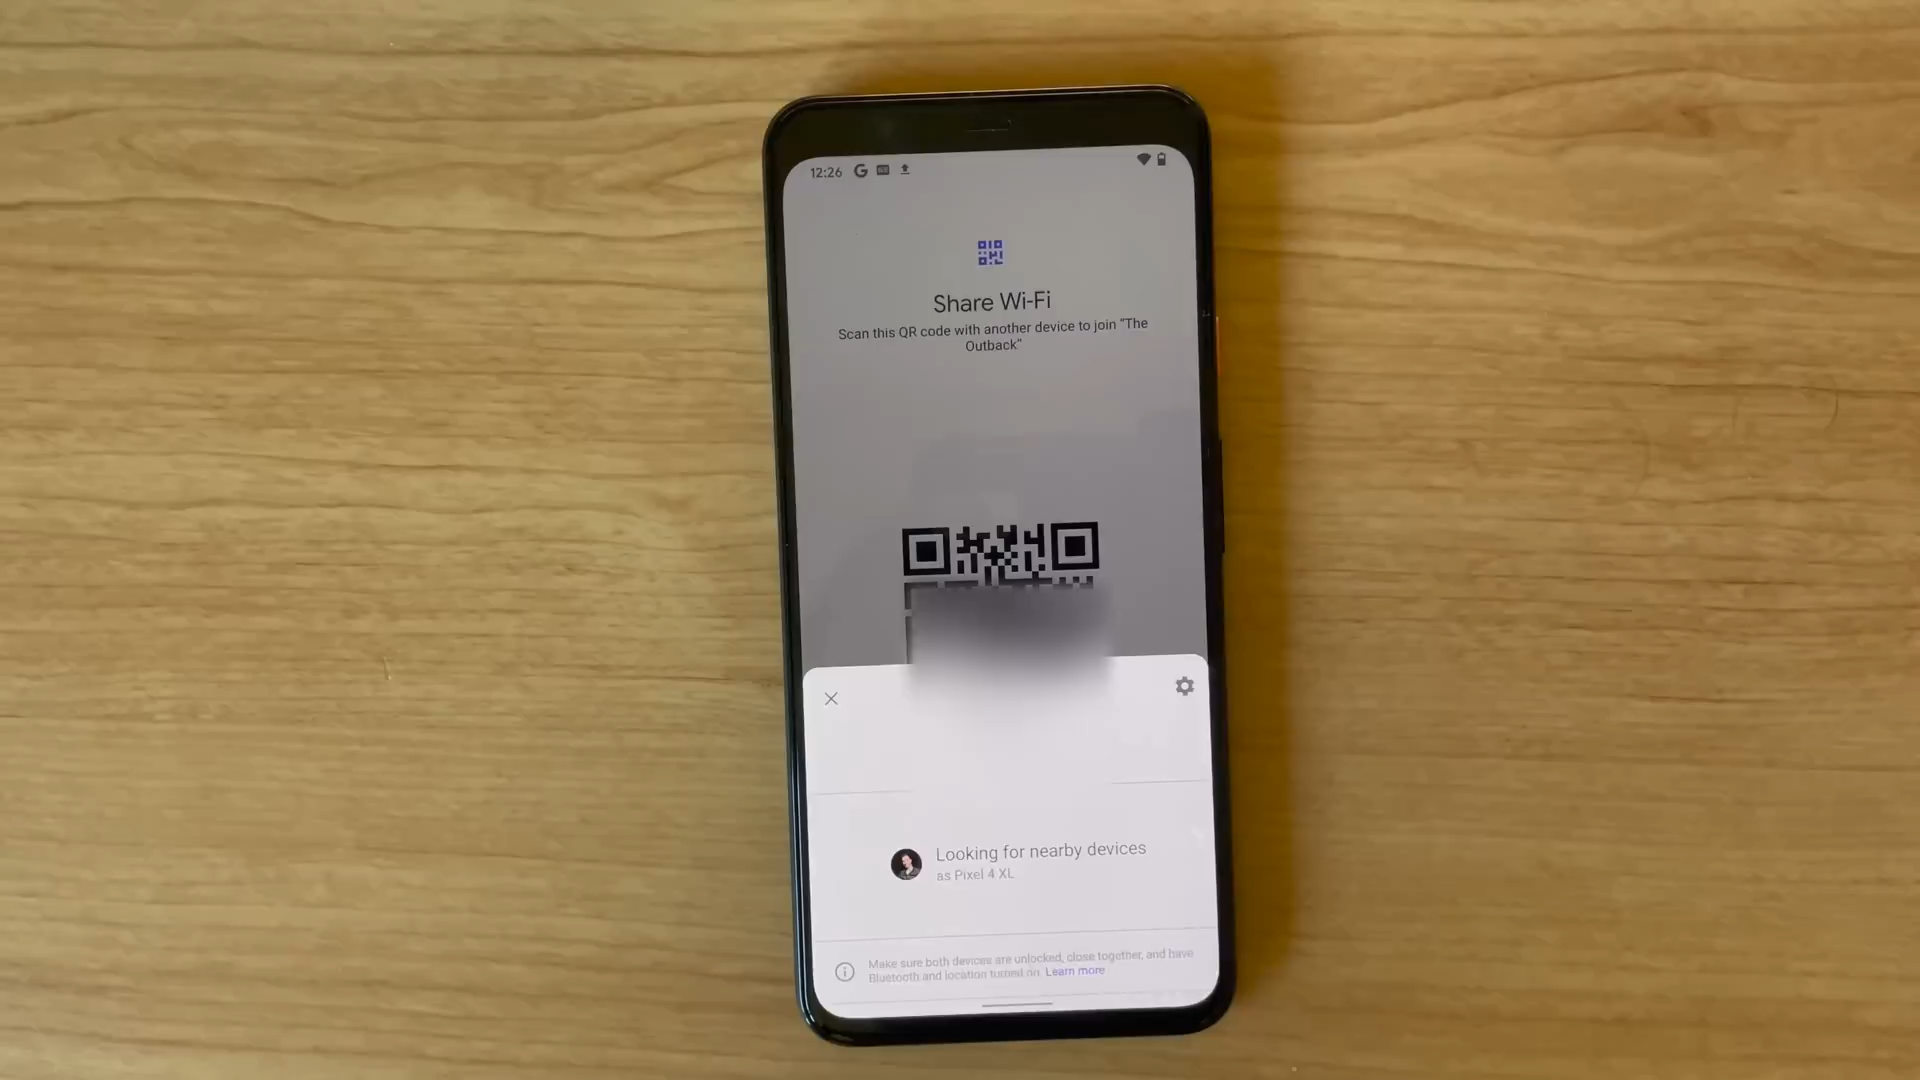 12:26
Share Wi-Fi
Scan this QR code with another device to join “The
Outback”
Looking for nearby devices
as Pixel 4 XL
Make sure both devices are unlocked, close together, and have
Bluetooth and location turned on. Learn more